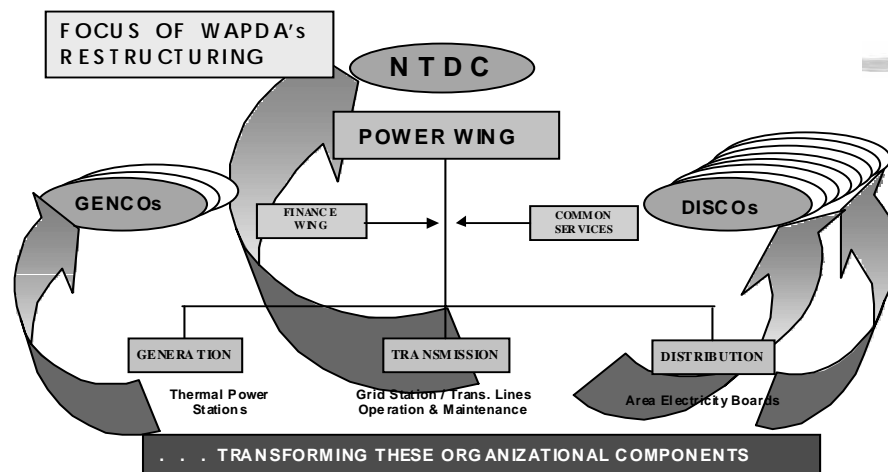 FOCUS OF WAPDA's
RESTRUCTURING
NTDC
POWER WING
GENCOs
DISCOs
FINANCE
WING
COMMON
SERVICES
GENERATION
TRANSMISSION
DISTRIBUTION
Thermal Power
Stations
Grid Station / Trans. Lines
Operation & Maintenance
Area Electricity Boards
. . . TRANSFORMING THESE ORGANIZATIONAL COMPONENTS